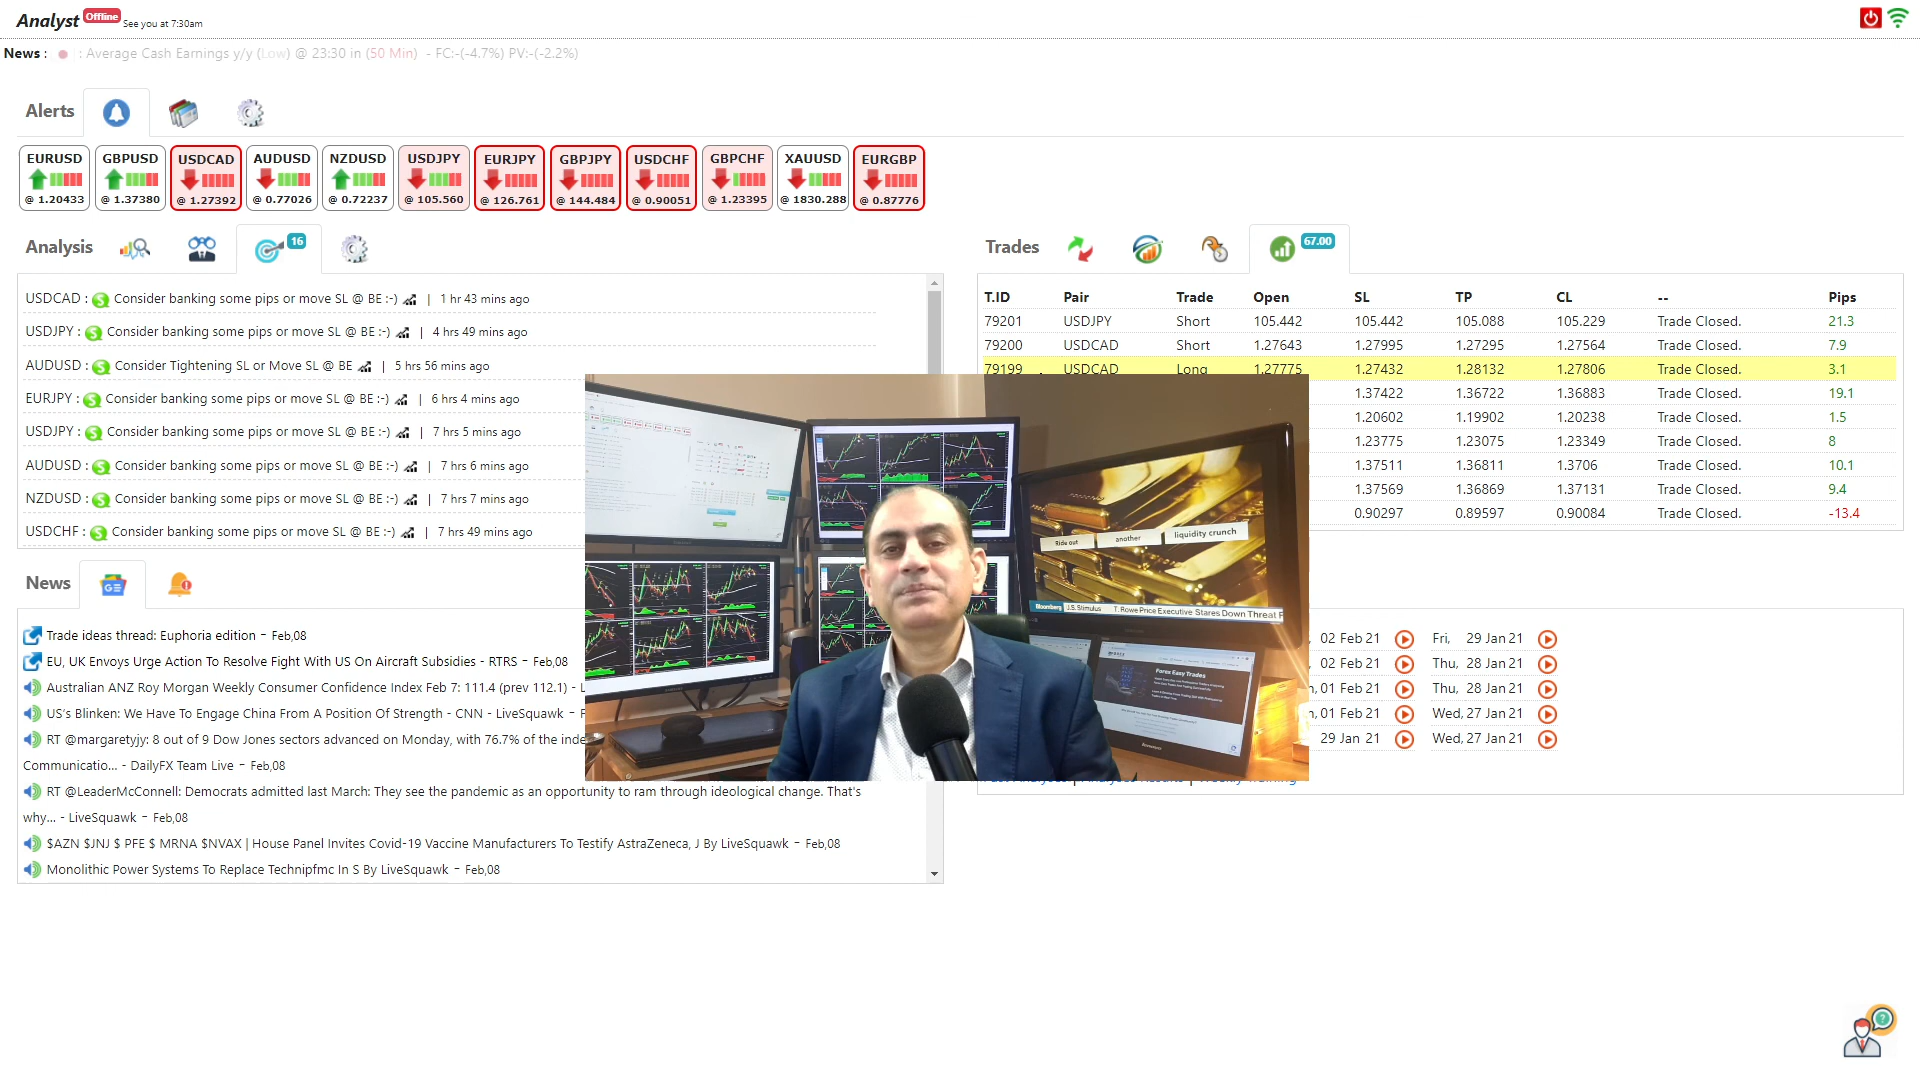 Analyst Offline See you at 7:30am
News : : Average Cash Earnings y/y (Low) @ 23:30 in (50 Min) - FC:-(-4.7%) PV:-(-2.2%)
Alerts
EURUSD GBPUSD USDCAD AUDUSD NZDUSD USDJPY EURJPY GBPJPY USDCHF GBPCHF XAUUSD EURGBP
@ 1.20433 @ 1.37380 @ 1.27392 @ 0.77026 @ 0.72237 @ 105.560 @ 126.761 @ 144.484 @ 0.90051 @ 1.23395 @ 1830.288 @ 0.87776
Analysis 16
USDCAD : Consider banking some pips or move SL @ BE :-) | 1 hr 43 mins ago
USDJPY : Consider banking some pips or move SL @ BE :-) | 4 hrs 49 mins ago
AUDUSD : Consider Tightening SL or Move SL @ BE | 5 hrs 56 mins ago
EURJPY : Consider banking some pips or move SL @ BE :-) | 6 hrs 4 mins ago
USDJPY : Consider banking some pips or move SL @ BE :-) | 7 hrs 5 mins ago
AUDUSD : Consider banking some pips or move SL @ BE :-) | 7 hrs 6 mins ago
NZDUSD : Consider banking some pips or move SL @ BE :-) | 7 hrs 7 mins ago
USDCHF : Consider banking some pips or move SL @ BE :-) | 7 hrs 49 mins ago
Trades 67.00
T.ID Pair Trade Open SL TP CL -- Pips
79201 USDJPY Short 105.442 105.442 105.088 105.229 Trade Closed. 21.3
79200 USDCAD Short 1.27643 1.27995 1.27295 1.27564 Trade Closed. 7.9
79199 USDCAD Long 1.27775 1.27432 1.28132 1.27806 Trade Closed. 3.1
1.37422 1.36722 1.36883 Trade Closed. 19.1
1.20602 1.19902 1.20238 Trade Closed. 1.5
1.23775 1.23075 1.23349 Trade Closed. 8
1.37511 1.36811 1.3706 Trade Closed. 10.1
1.37569 1.36869 1.37131 Trade Closed. 9.4
0.90297 0.89597 0.90084 Trade Closed. -13.4
Ride out another liquidity crunch
Bloomberg U.S. Stimulus T. Rowe Price Executive Stares Down Threat F
Forex Easy Trades
News
Trade ideas thread: Euphoria edition - Feb,08
EU, UK Envoys Urge Action To Resolve Fight With US On Aircraft Subsidies - RTRS - Feb,08
Australian ANZ Roy Morgan Weekly Consumer Confidence Index Feb 7: 111.4 (prev 112.1) - L
US's Blinken: We Have To Engage China From A Position Of Strength - CNN - LiveSquawk - F
RT @margaretyjy: 8 out of 9 Dow Jones sectors advanced on Monday, with 76.7% of the inde
Communicatio... - DailyFX Team Live - Feb,08
RT @LeaderMcConnell: Democrats admitted last March: They see the pandemic as an opportunity to ram through ideological change. That's
why... - LiveSquawk - Feb,08
$AZN $JNJ $ PFE $ MRNA $NVAX | House Panel Invites Covid-19 Vaccine Manufacturers To Testify AstraZeneca, J By LiveSquawk - Feb,08
Monolithic Power Systems To Replace Technipfmc In S By LiveSquawk - Feb,08
02 Feb 21 Fri, 29 Jan 21
02 Feb 21 Thu, 28 Jan 21
01 Feb 21 Thu, 28 Jan 21
01 Feb 21 Wed, 27 Jan 21
29 Jan 21 Wed, 27 Jan 21